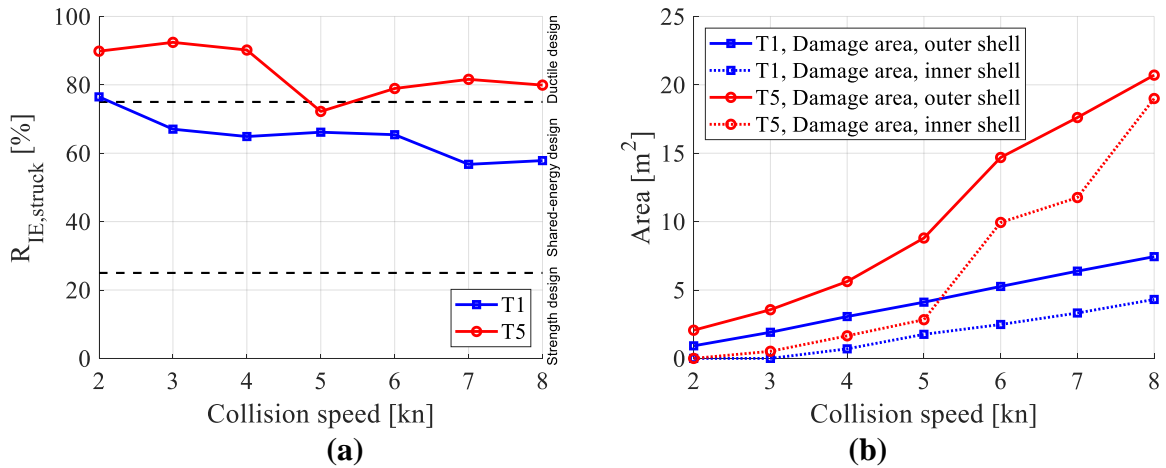 R_IE,struck [%]
100
80
60
40
20
0
2 3 4 5 6 7 8
Collision speed [kn]
Ductile design
Shared-energy design
Strength design
T1
T5
(a)
Area [m²]
25
20
15
10
5
0
2 3 4 5 6 7 8
Collision speed [kn]
T1, Damage area, outer shell
T1, Damage area, inner shell
T5, Damage area, outer shell
T5, Damage area, inner shell
(b)